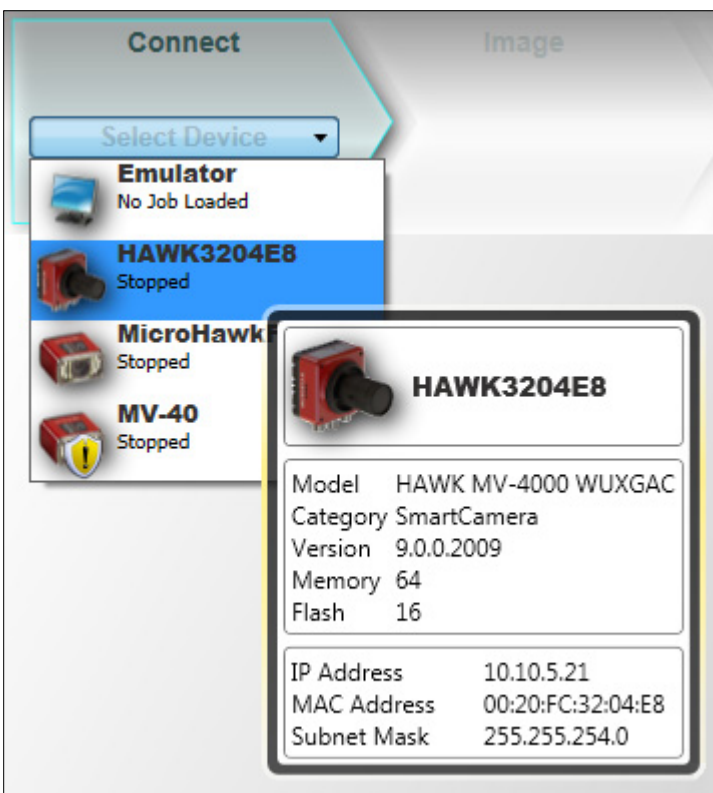 Connect
Image
Select Device
Emulator
No Job Loaded
HAWK3204E8
Stopped
MicroHawk
Stopped
MV-40
Stopped
HAWK3204E8
Model HAWK MV-4000 WUXGAC
Category SmartCamera
Version 9.0.0.2009
Memory 64
Flash 16
IP Address 10.10.5.21
MAC Address 00:20:FC:32:04:E8
Subnet Mask 255.255.254.0